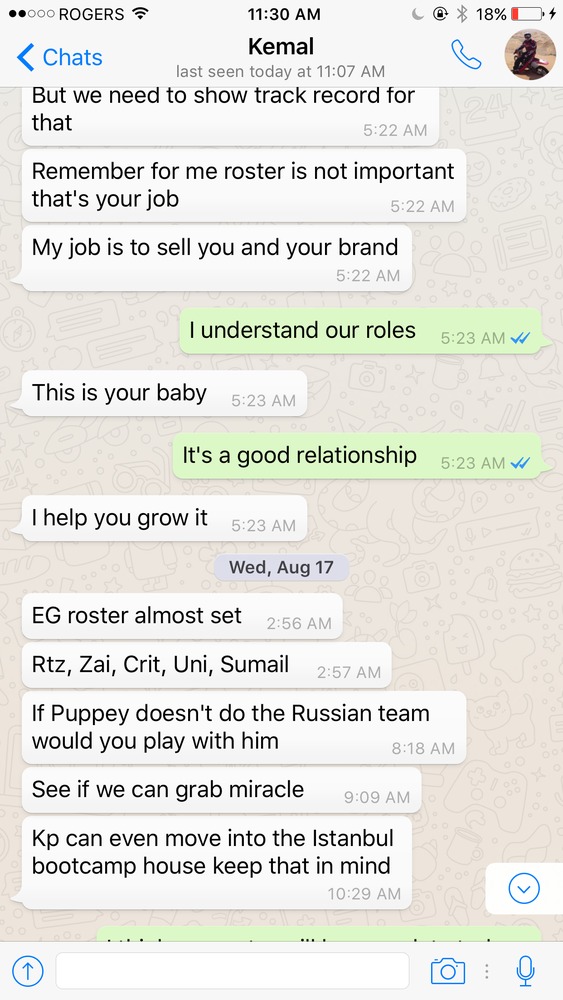 ROGERS 11:30 AM 18%
Chats Kemal
last seen today at 11:07 AM
But we need to show track record for
that 5:22 AM
Remember for me roster is not important
that's your job 5:22 AM
My job is to sell you and your brand
5:22 AM
I understand our roles 5:23 AM
This is your baby 5:23 AM
It's a good relationship 5:23 AM
I help you grow it 5:23 AM
Wed, Aug 17
EG roster almost set 2:56 AM
Rtz, Zai, Crit, Uni, Sumail 2:57 AM
If Puppey doesn't do the Russian team
would you play with him 8:18 AM
See if we can grab miracle 9:09 AM
Kp can even move into the Istanbul
bootcamp house keep that in mind
10:29 AM